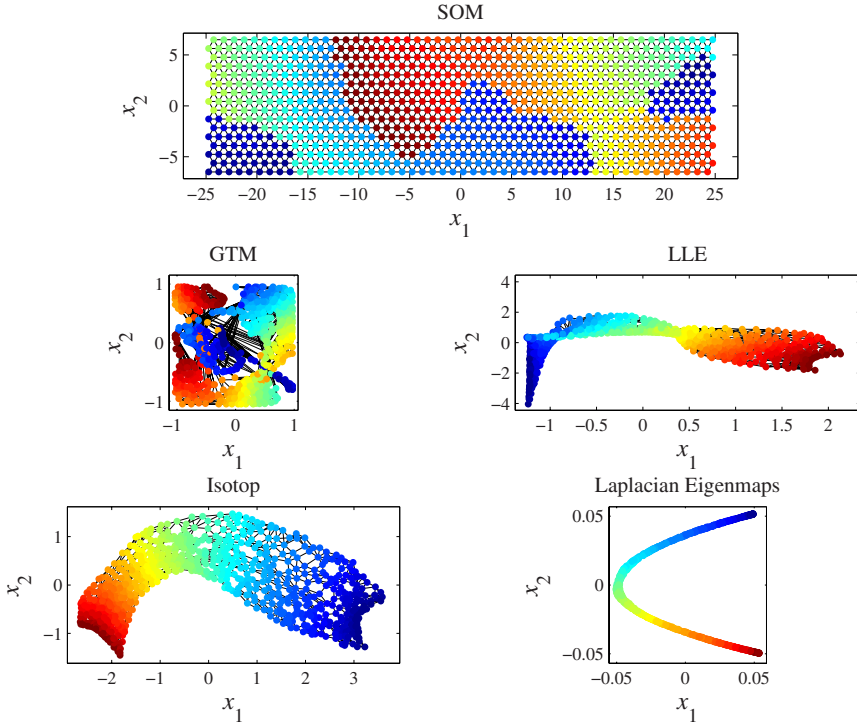 SOM
5
0
−5
x2
−25 −20 −15 −10 −5 0 5 10 15 20 25
x1
GTM
1
0
−1
x2
−1 0 1
x1
LLE
4
2
0
−2
−4
x2
−1 −0.5 0 0.5 1 1.5 2
x1
Isotop
1
0
−1
x2
−2 −1 0 1 2 3
x1
Laplacian Eigenmaps
0.05
0
−0.05
x2
−0.05 0 0.05
x1